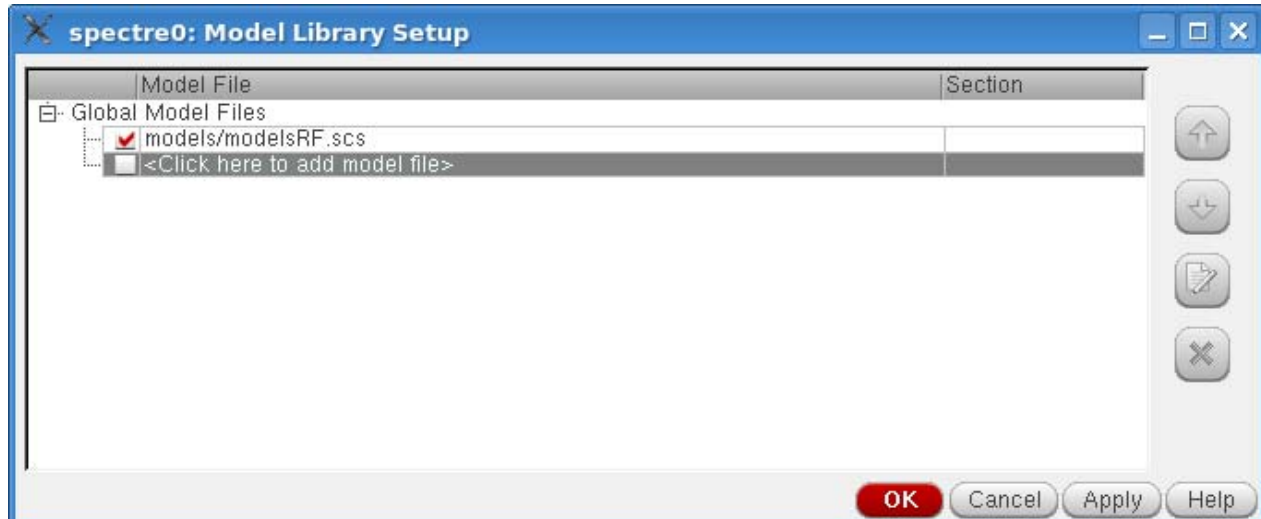 spectre0: Model Library Setup
Model File Section
Global Model Files
models/modelsRF.scs
<Click here to add model file>
OK Cancel Apply Help